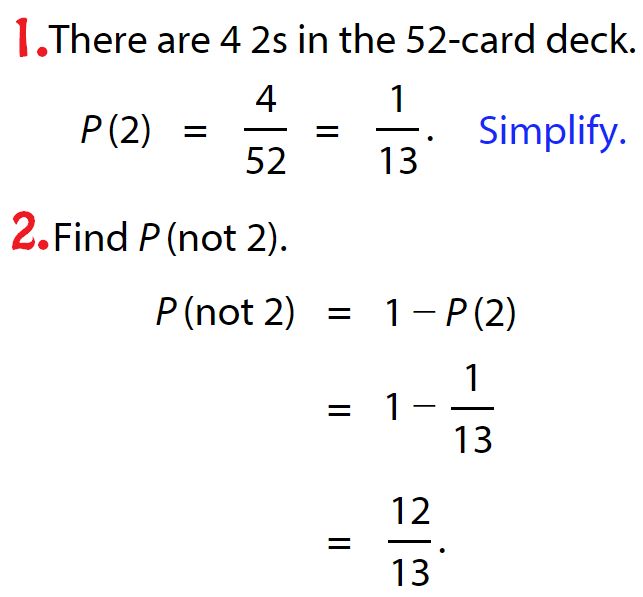 1. There are 4 2s in the 52-card deck.
P(2) = 4/52 = 1/13. Simplify.
2. Find P(not 2).
P(not 2) = 1 − P(2)
= 1 − 1/13
= 12/13.